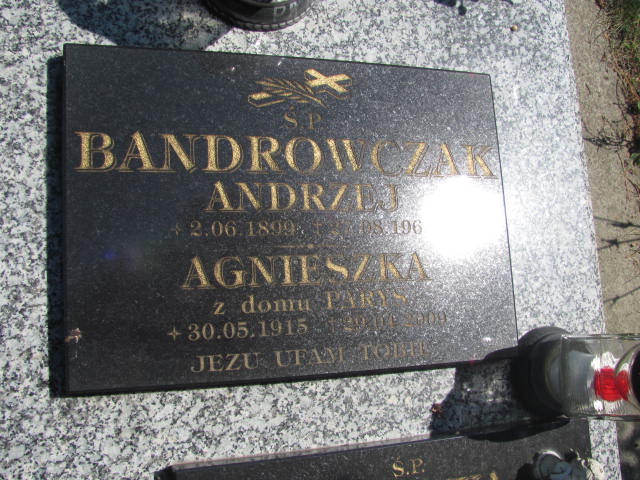 Ś.P.
BANDROWCZAK
ANDRZEJ
2.06.1899
AGNIESZKA
z domu PARYS
30.05.1915
JEZU UFAM TOBIE
Ś.P.